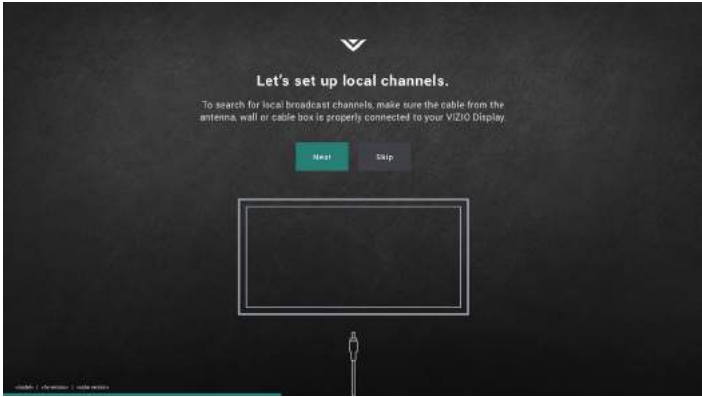 Let's set up local channels.
To search for local broadcast channels, make sure the cable from the
antenna, wall or cable box is properly connected to your VIZIO Display.
Next
Skip